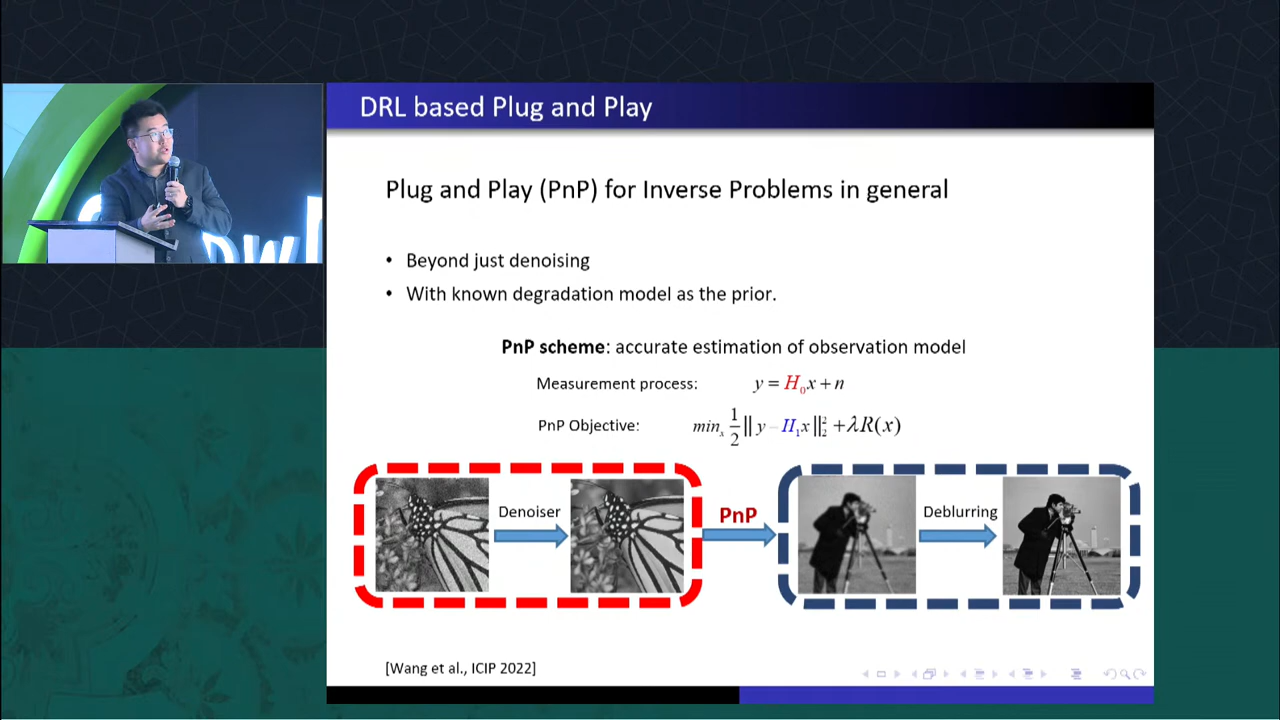 DRL based Plug and Play
Plug and Play (PnP) for Inverse Problems in general
• Beyond just denoising
• With known degradation model as the prior.
PnP scheme: accurate estimation of observation model
Measurement process: y = H₀x + n
PnP Objective: minₓ 1/2 || y − H₁x ||₂² + λR(x)
Denoiser
PnP
Deblurring
[Wang et al., ICIP 2022]